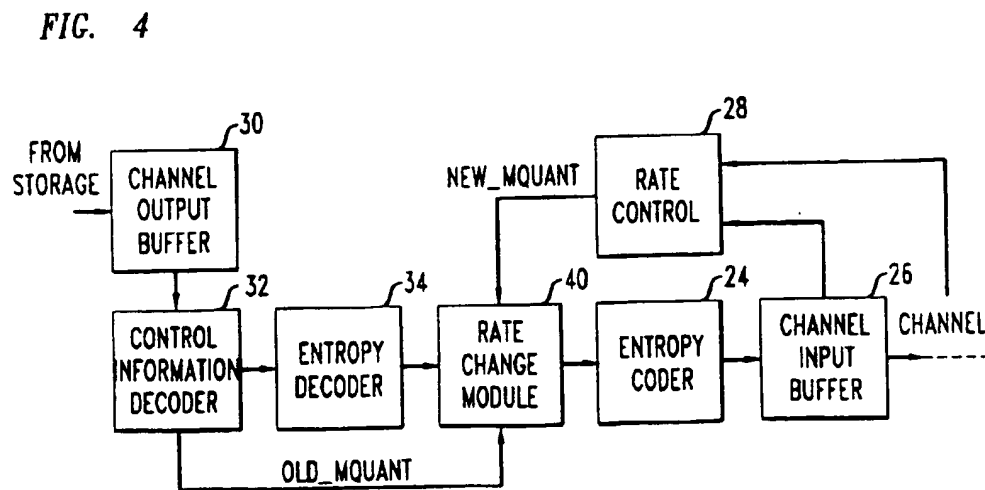 FIG. 4
FROM
STORAGE
30
CHANNEL
OUTPUT
BUFFER
32
CONTROL
INFORMATION
DECODER
34
ENTROPY
DECODER
OLD_MQUANT
NEW_MQUANT
40
RATE
CHANGE
MODULE
28
RATE
CONTROL
24
ENTROPY
CODER
26
CHANNEL
INPUT
BUFFER
CHANNEL